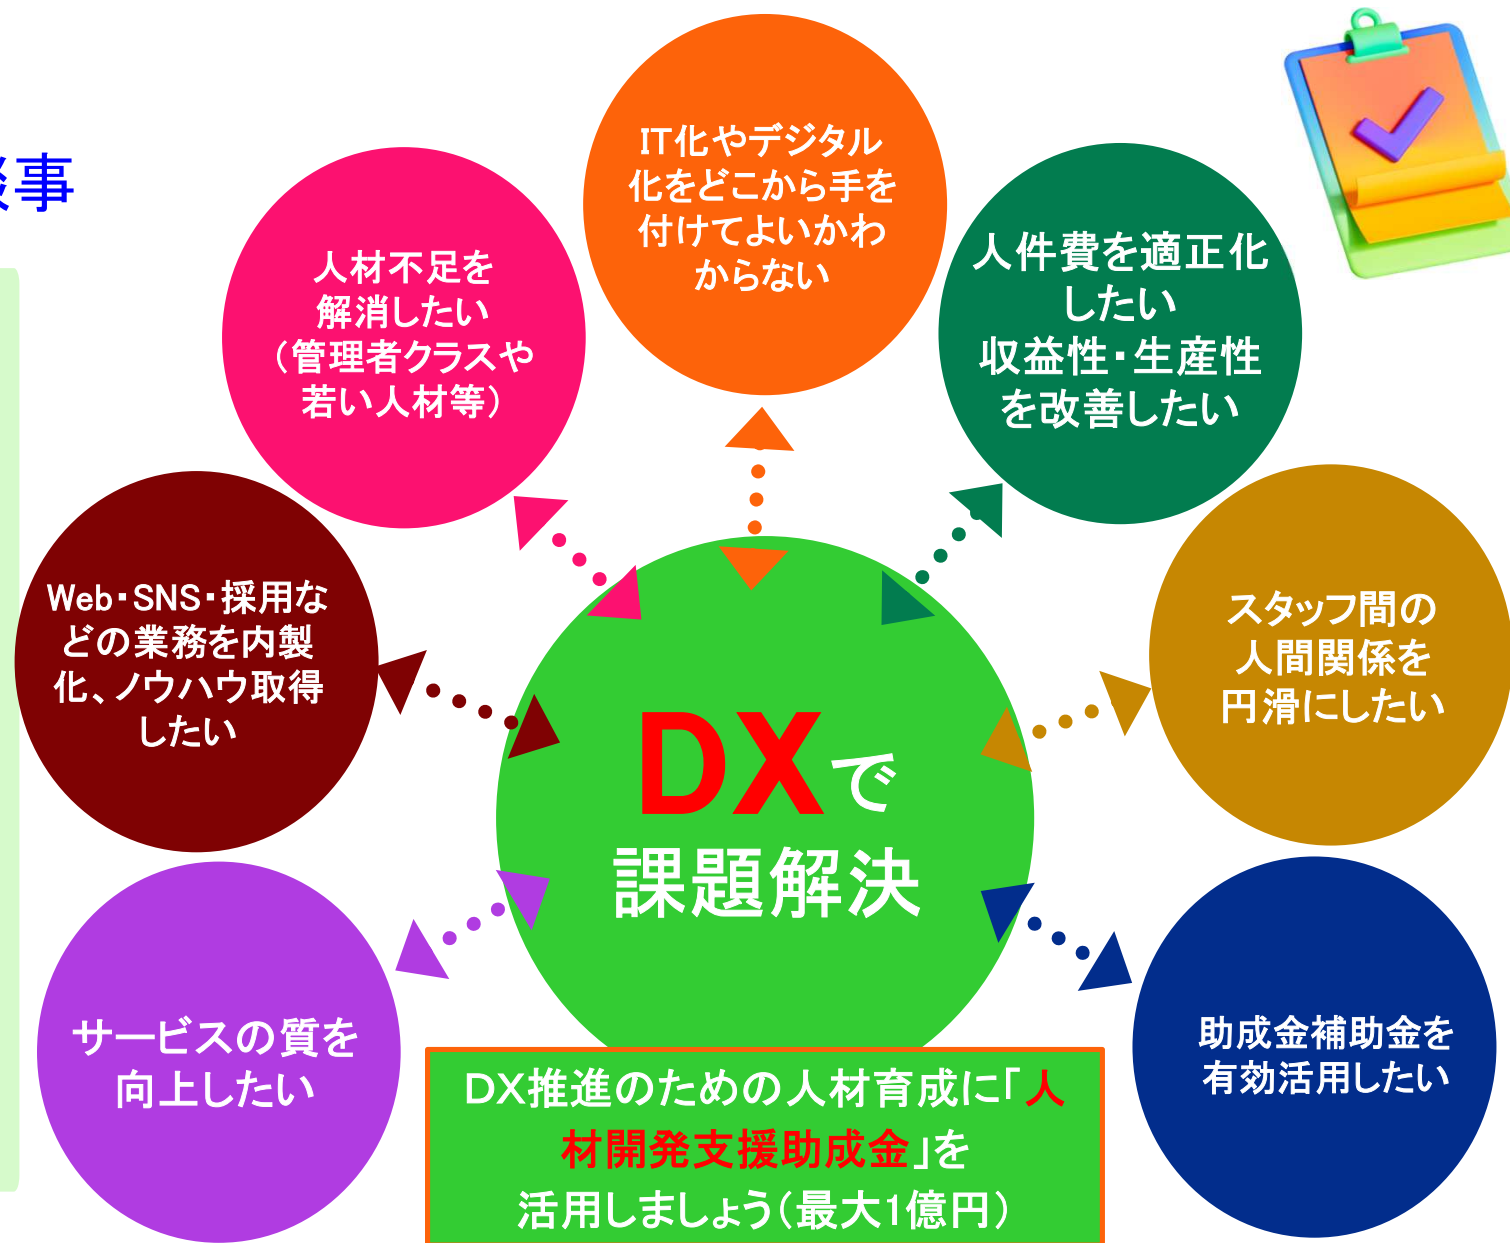 談事
IT化やデジタル
化をどこから手を
付けてよいかわ
からない
人材不足を
解消したい
（管理者クラスや
若い人材等）
人件費を適正化
したい
収益性・生産性
を改善したい
Web・SNS・採用な
どの業務を内製
化、ノウハウ取得
したい
スタッフ間の
人間関係を
円滑にしたい
DXで
課題解決
サービスの質を
向上したい
助成金補助金を
有効活用したい
DX推進のための人材育成に「人
材開発支援助成金」を
活用しましょう（最大1億円）